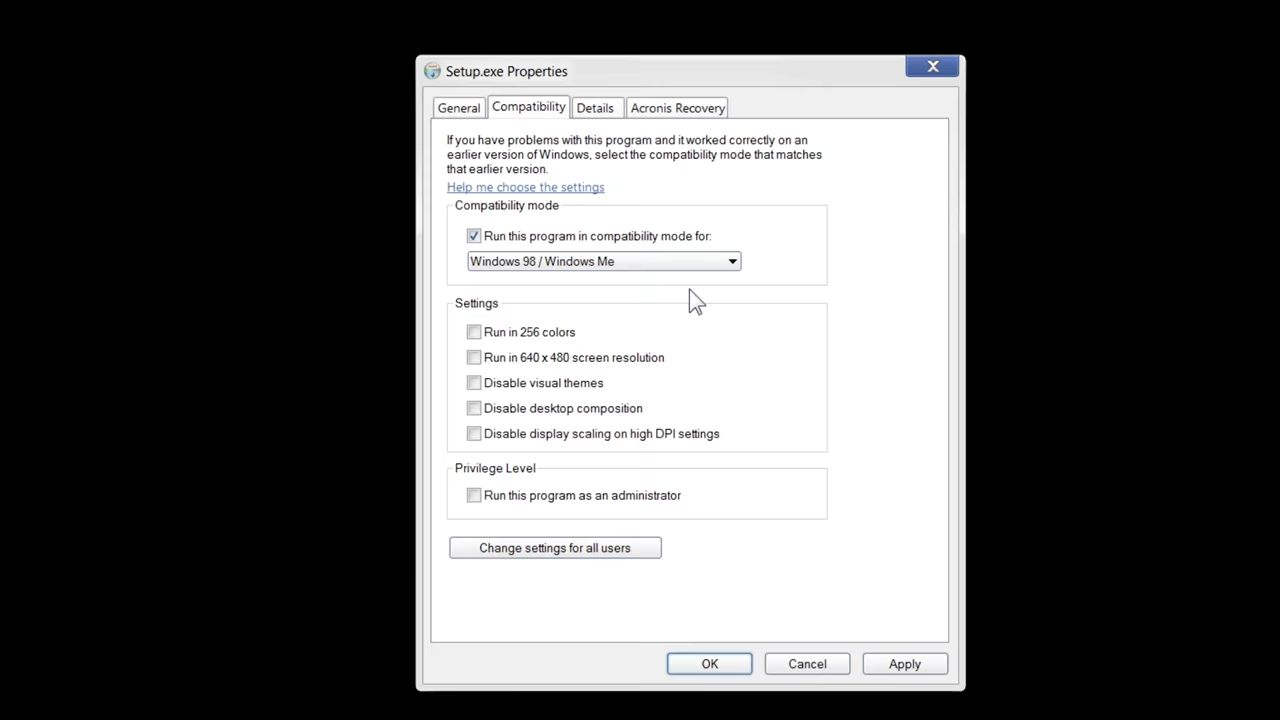 Setup.exe Properties
General Compatibility Details Acronis Recovery
If you have problems with this program and it worked correctly on an
earlier version of Windows, select the compatibility mode that matches
that earlier version.
Help me choose the settings
Compatibility mode
Run this program in compatibility mode for:
Windows 98 / Windows Me
Settings
Run in 256 colors
Run in 640 x 480 screen resolution
Disable visual themes
Disable desktop composition
Disable display scaling on high DPI settings
Privilege Level
Run this program as an administrator
Change settings for all users
OK Cancel Apply